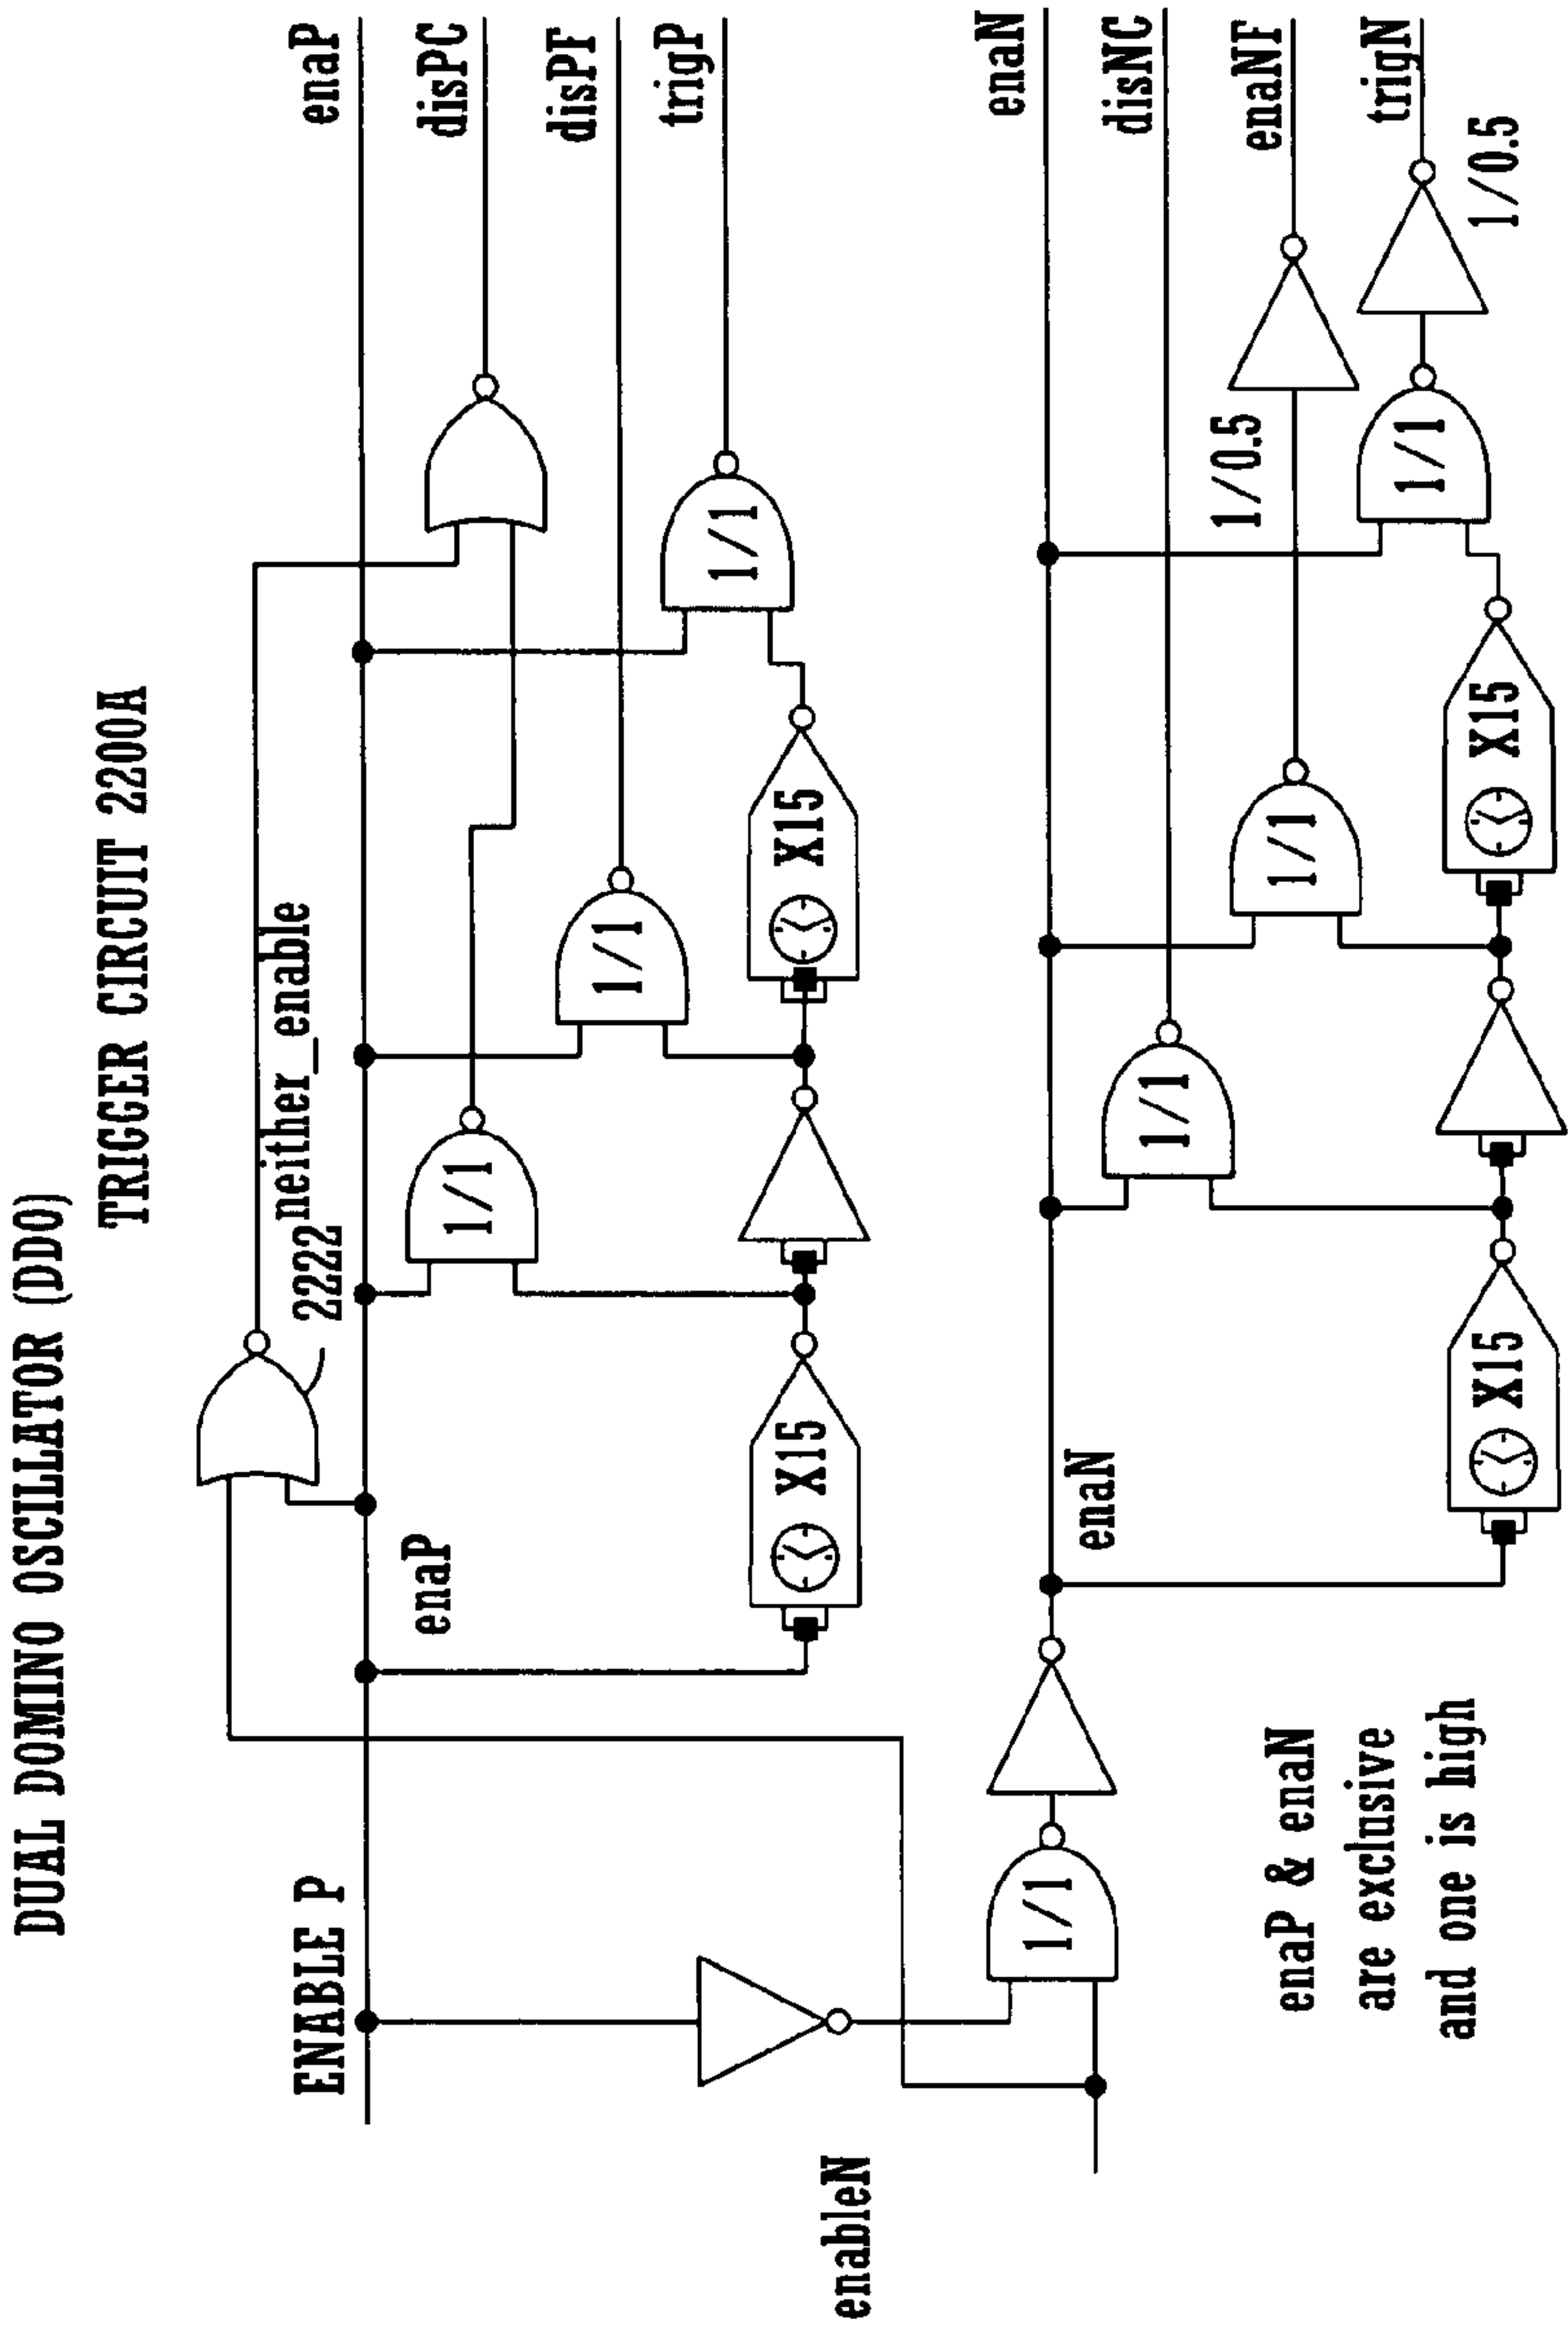 DUAL DOMINO OSCILLATOR (DDO)
TRIGGER CIRCUIT 2200A
ENABLE P
enableN
enaP
2222
neither_enable
1/1
1/1
1/1
X15
X15
enaP
disPC
disPF
trigP
1/1
enaN
X15
1/1
1/1
X15
1/0.5
1/1
1/0.5
enaN
disNC
enaNF
trigN
enaP & enaN
are exclusive
and one is high